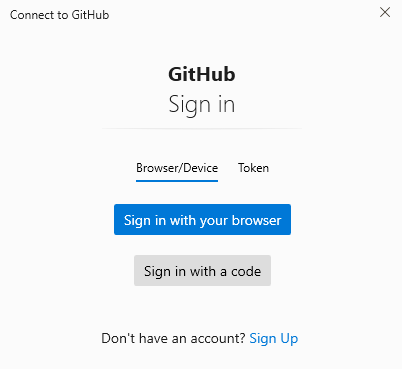 Connect to GitHub
GitHub
Sign in
Browser/Device Token
Sign in with your browser
Sign in with a code
Don't have an account? Sign Up